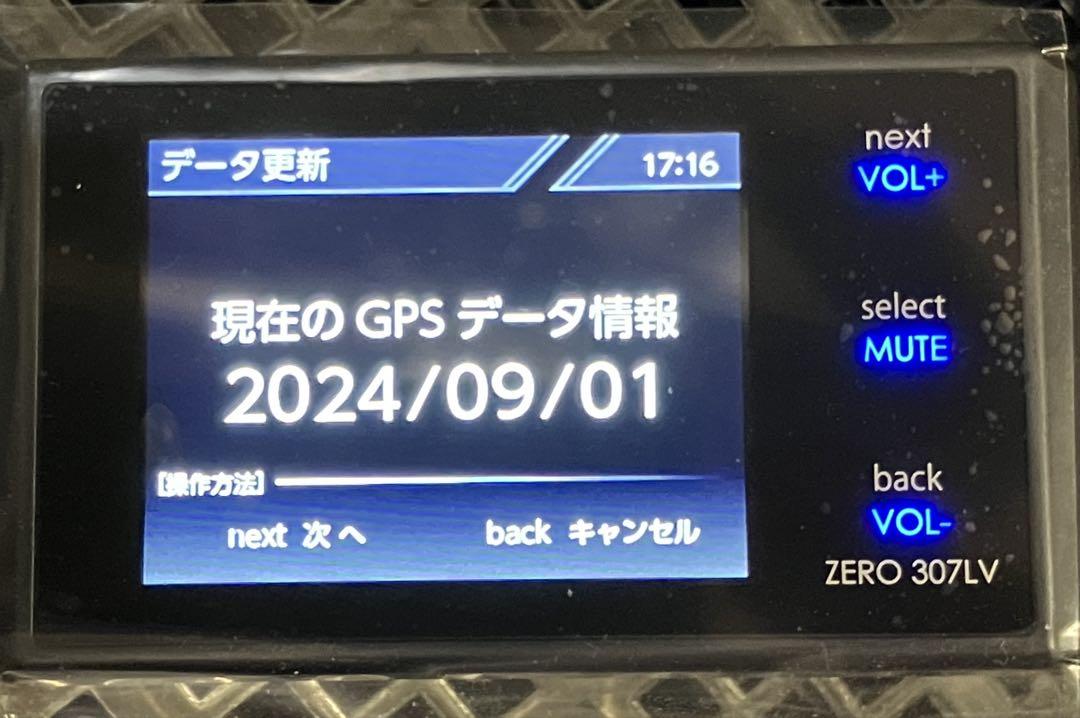 データ更新 17:16
現在の GPS データ情報
2024/09/01
[操作方法]
next 次へ back キャンセル
next
VOL+
select
MUTE
back
VOL-
ZERO 307LV